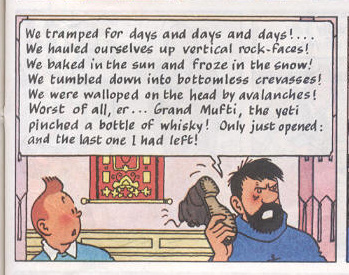 We tramped for days and days and days!...
We hauled ourselves up vertical rock-faces!
We baked in the sun and froze in the snow!
We tumbled down into bottomless crevasses!
We were walloped on the head by avalanches!
Worst of all, er... Grand Mufti, the yeti
pinched a bottle of whisky! Only just opened:
and the last one I had left!